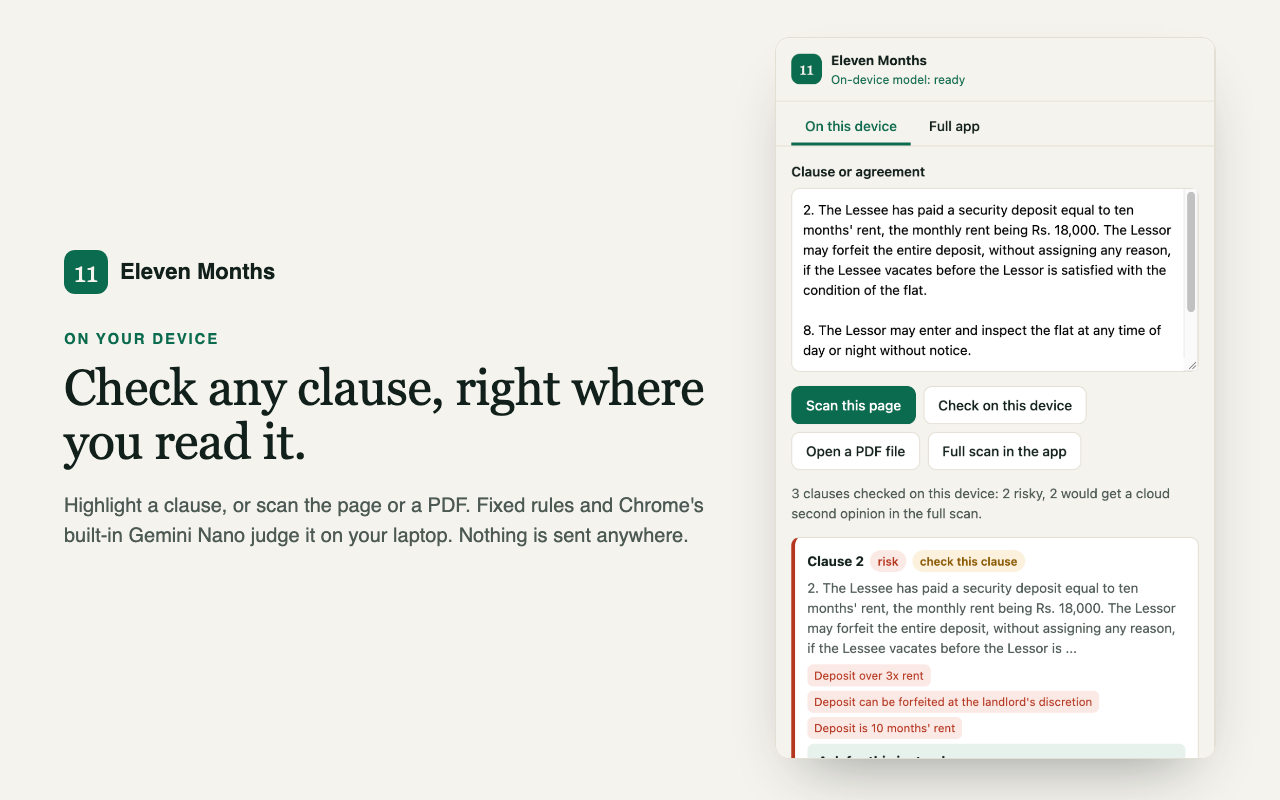 11 Eleven Months
ON YOUR DEVICE
Check any clause, right where
you read it.
Highlight a clause, or scan the page or a PDF. Fixed rules and Chrome's
built-in Gemini Nano judge it on your laptop. Nothing is sent anywhere.
11 Eleven Months
On-device model: ready
On this device Full app
Clause or agreement
2. The Lessee has paid a security deposit equal to ten
months' rent, the monthly rent being Rs. 18,000. The Lessor
may forfeit the entire deposit, without assigning any reason,
if the Lessee vacates before the Lessor is satisfied with the
condition of the flat.
8. The Lessor may enter and inspect the flat at any time of
day or night without notice.
Scan this page Check on this device
Open a PDF file Full scan in the app
3 clauses checked on this device: 2 risky, 2 would get a cloud
second opinion in the full scan.
Clause 2 risk check this clause
2. The Lessee has paid a security deposit equal to ten
months' rent, the monthly rent being Rs. 18,000. The Lessor
may forfeit the entire deposit, without assigning any reason,
if the Lessee vacates before the Lessor is ...
Deposit over 3x rent
Deposit can be forfeited at the landlord's discretion
Deposit is 10 months' rent